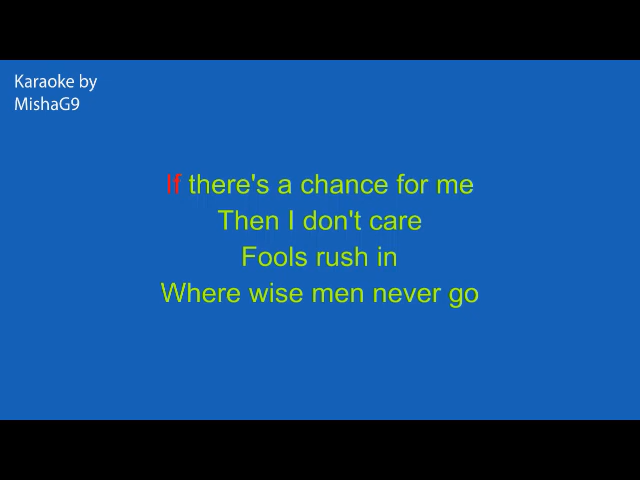 Karaoke by
MishaG9
If there's a chance for me
Then I don't care
Fools rush in
Where wise men never go